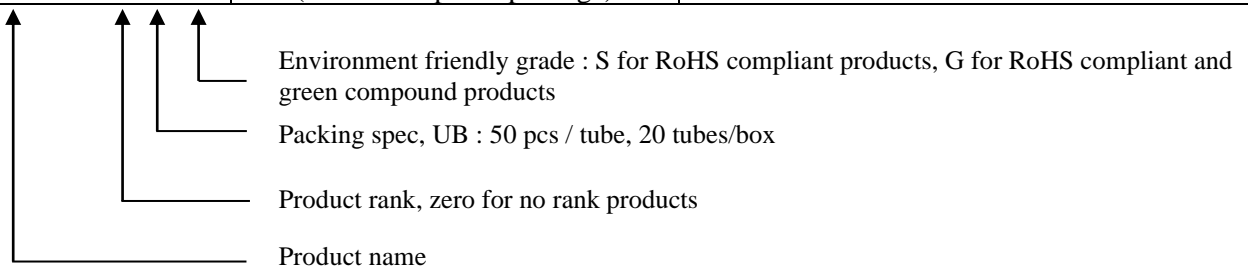 Environment friendly grade : S for RoHS compliant products, G for RoHS compliant and
green compound products
Packing spec, UB : 50 pcs / tube, 20 tubes/box
Product rank, zero for no rank products
Product name